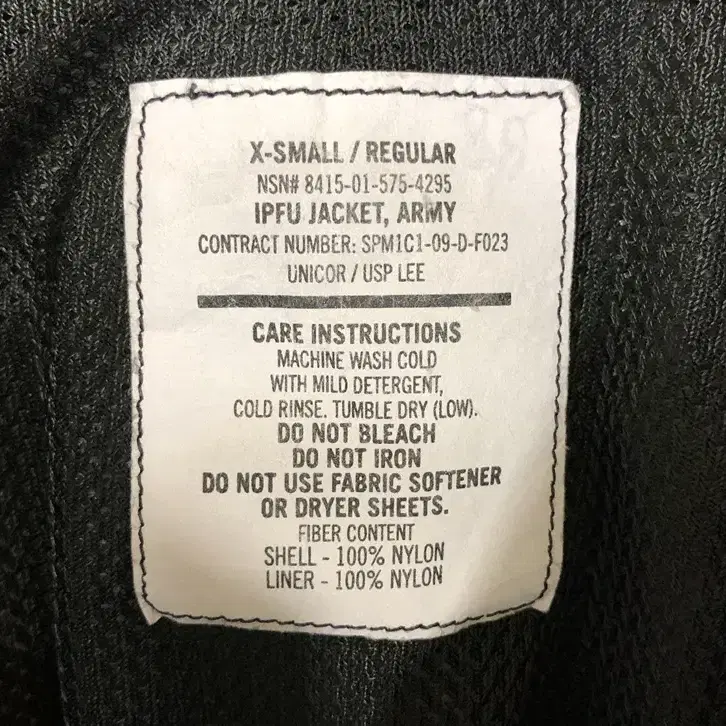 X-SMALL / REGULAR
NSN# 8415-01-575-4295
IPFU JACKET, ARMY
CONTRACT NUMBER: SPM1C1-09-D-F023
UNICOR / USP LEE
CARE INSTRUCTIONS
MACHINE WASH COLD
WITH MILD DETERGENT,
COLD RINSE. TUMBLE DRY (LOW).
DO NOT BLEACH
DO NOT IRON
DO NOT USE FABRIC SOFTENER
OR DRYER SHEETS.
FIBER CONTENT
SHELL - 100% NYLON
LINER - 100% NYLON